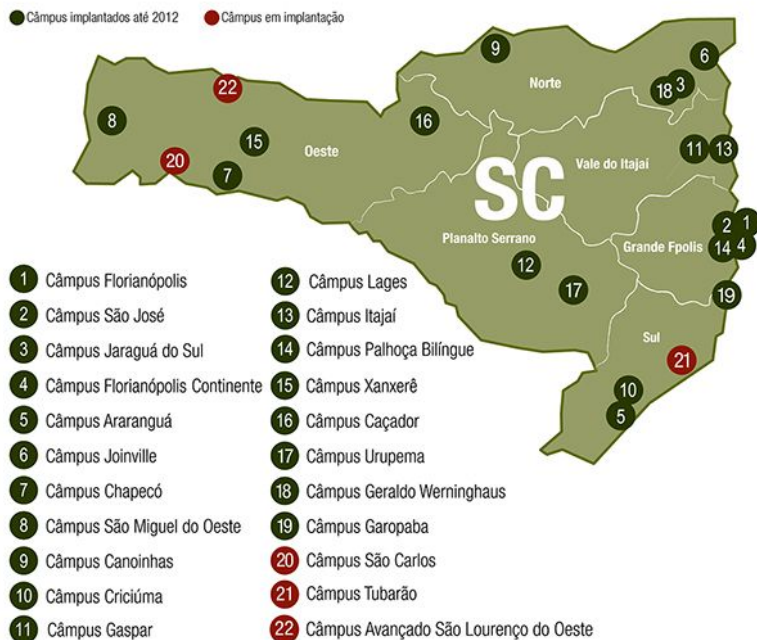 Câmpus implantados até 2012
Câmpus em implantação
9
6
Norte
18
3
22
8
16
15
Oeste
20
7
11
13
Vale do Itajaí
SC
Planalto Serrano
2
1
Grande Fpolis
14
4
12
17
19
Sul
21
10
5
1 Câmpus Florianópolis
2 Câmpus São José
3 Câmpus Jaraguá do Sul
4 Câmpus Florianópolis Continente
5 Câmpus Araranguá
6 Câmpus Joinville
7 Câmpus Chapecó
8 Câmpus São Miguel do Oeste
9 Câmpus Canoinhas
10 Câmpus Criciúma
11 Câmpus Gaspar
12 Câmpus Lages
13 Câmpus Itajaí
14 Câmpus Palhoça Bilíngue
15 Câmpus Xanxerê
16 Câmpus Caçador
17 Câmpus Urupema
18 Câmpus Geraldo Werninghaus
19 Câmpus Garopaba
20 Câmpus São Carlos
21 Câmpus Tubarão
22 Câmpus Avançado São Lourenço do Oeste